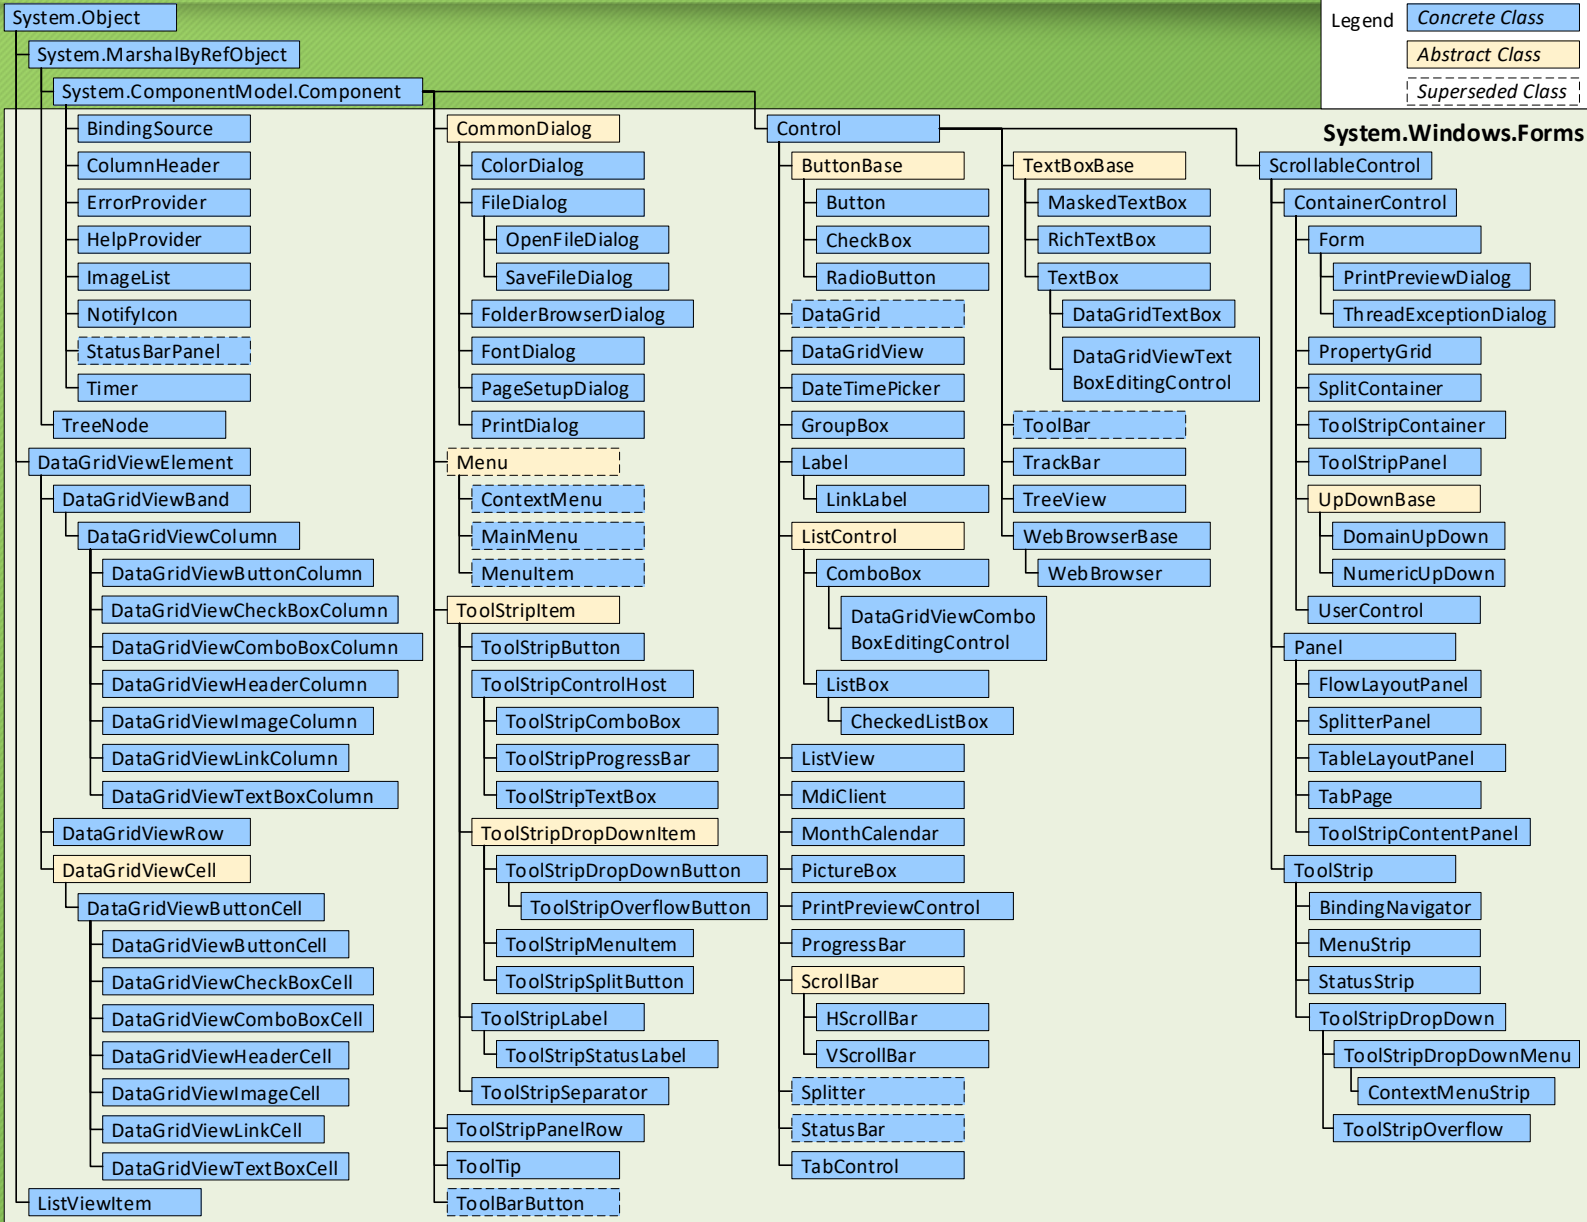 System.Object
System.MarshalByRefObject
System.ComponentModel.Component
Legend
Concrete Class
Abstract Class
Superseded Class
System.Windows.Forms
BindingSource
ColumnHeader
ErrorProvider
HelpProvider
ImageList
NotifyIcon
StatusBarPanel
Timer
TreeNode
DataGridViewElement
DataGridViewBand
DataGridViewColumn
DataGridViewButtonColumn
DataGridViewCheckBoxColumn
DataGridViewComboBoxColumn
DataGridViewHeaderColumn
DataGridViewImageColumn
DataGridViewLinkColumn
DataGridViewTextBoxColumn
DataGridViewRow
DataGridViewCell
DataGridViewButtonCell
DataGridViewButtonCell
DataGridViewCheckBoxCell
DataGridViewComboBoxCell
DataGridViewHeaderCell
DataGridViewImageCell
DataGridViewLinkCell
DataGridViewTextBoxCell
ListViewItem
CommonDialog
ColorDialog
FileDialog
OpenFileDialog
SaveFileDialog
FolderBrowserDialog
FontDialog
PageSetupDialog
PrintDialog
Menu
ContextMenu
MainMenu
MenuItem
ToolStripItem
ToolStripButton
ToolStripControlHost
ToolStripComboBox
ToolStripProgressBar
ToolStripTextBox
ToolStripDropDownItem
ToolStripDropDownButton
ToolStripOverflowButton
ToolStripMenuItem
ToolStripSplitButton
ToolStripLabel
ToolStripStatusLabel
ToolStripSeparator
ToolStripPanelRow
ToolTip
ToolBarButton
Control
ButtonBase
Button
CheckBox
RadioButton
DataGrid
DataGridView
DateTimePicker
GroupBox
Label
LinkLabel
ListControl
ComboBox
DataGridViewCombo
BoxEditingControl
ListBox
CheckedListBox
ListView
MdiClient
MonthCalendar
PictureBox
PrintPreviewControl
ProgressBar
ScrollBar
HScrollBar
VScrollBar
Splitter
StatusBar
TabControl
TextBoxBase
MaskedTextBox
RichTextBox
TextBox
DataGridTextBox
DataGridViewText
BoxEditingControl
ToolBar
TrackBar
TreeView
WebBrowserBase
WebBrowser
ScrollableControl
ContainerControl
Form
PrintPreviewDialog
ThreadExceptionDialog
PropertyGrid
SplitContainer
ToolStripContainer
ToolStripPanel
UpDownBase
DomainUpDown
NumericUpDown
UserControl
Panel
FlowLayoutPanel
SplitterPanel
TableLayoutPanel
TabPage
ToolStripContentPanel
ToolStrip
BindingNavigator
MenuStrip
StatusStrip
ToolStripDropDown
ToolStripDropDownMenu
ContextMenuStrip
ToolStripOverflow